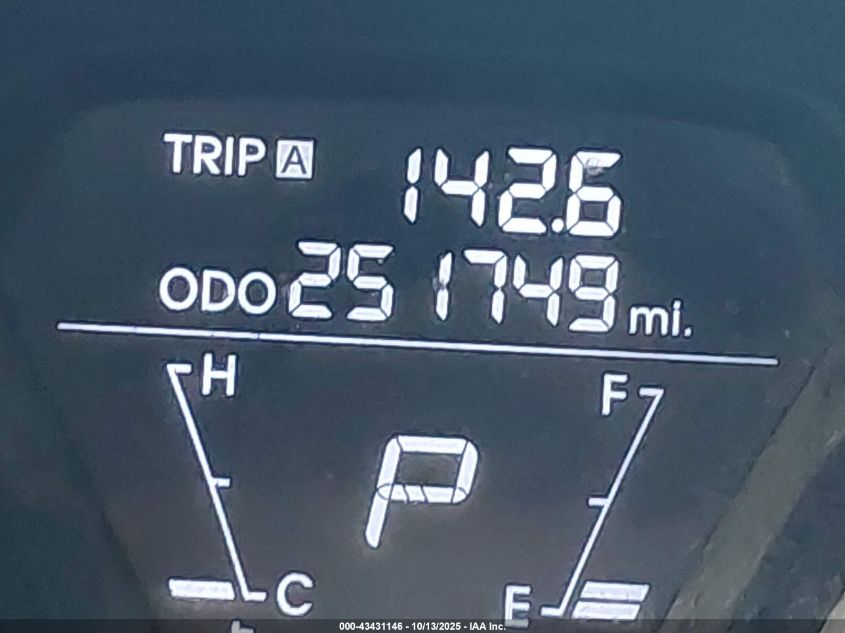 TRIP A 142.6
ODO 251749 mi.
H F
P
C E
000-43431146 - 10/13/2025 - IAA Inc.